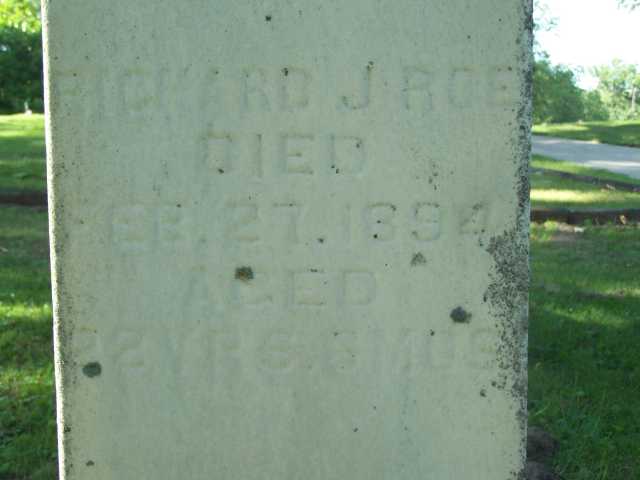 RICHARD J. ROE
DIED
FEB. 27. 1894
AGED
YRS. MOS